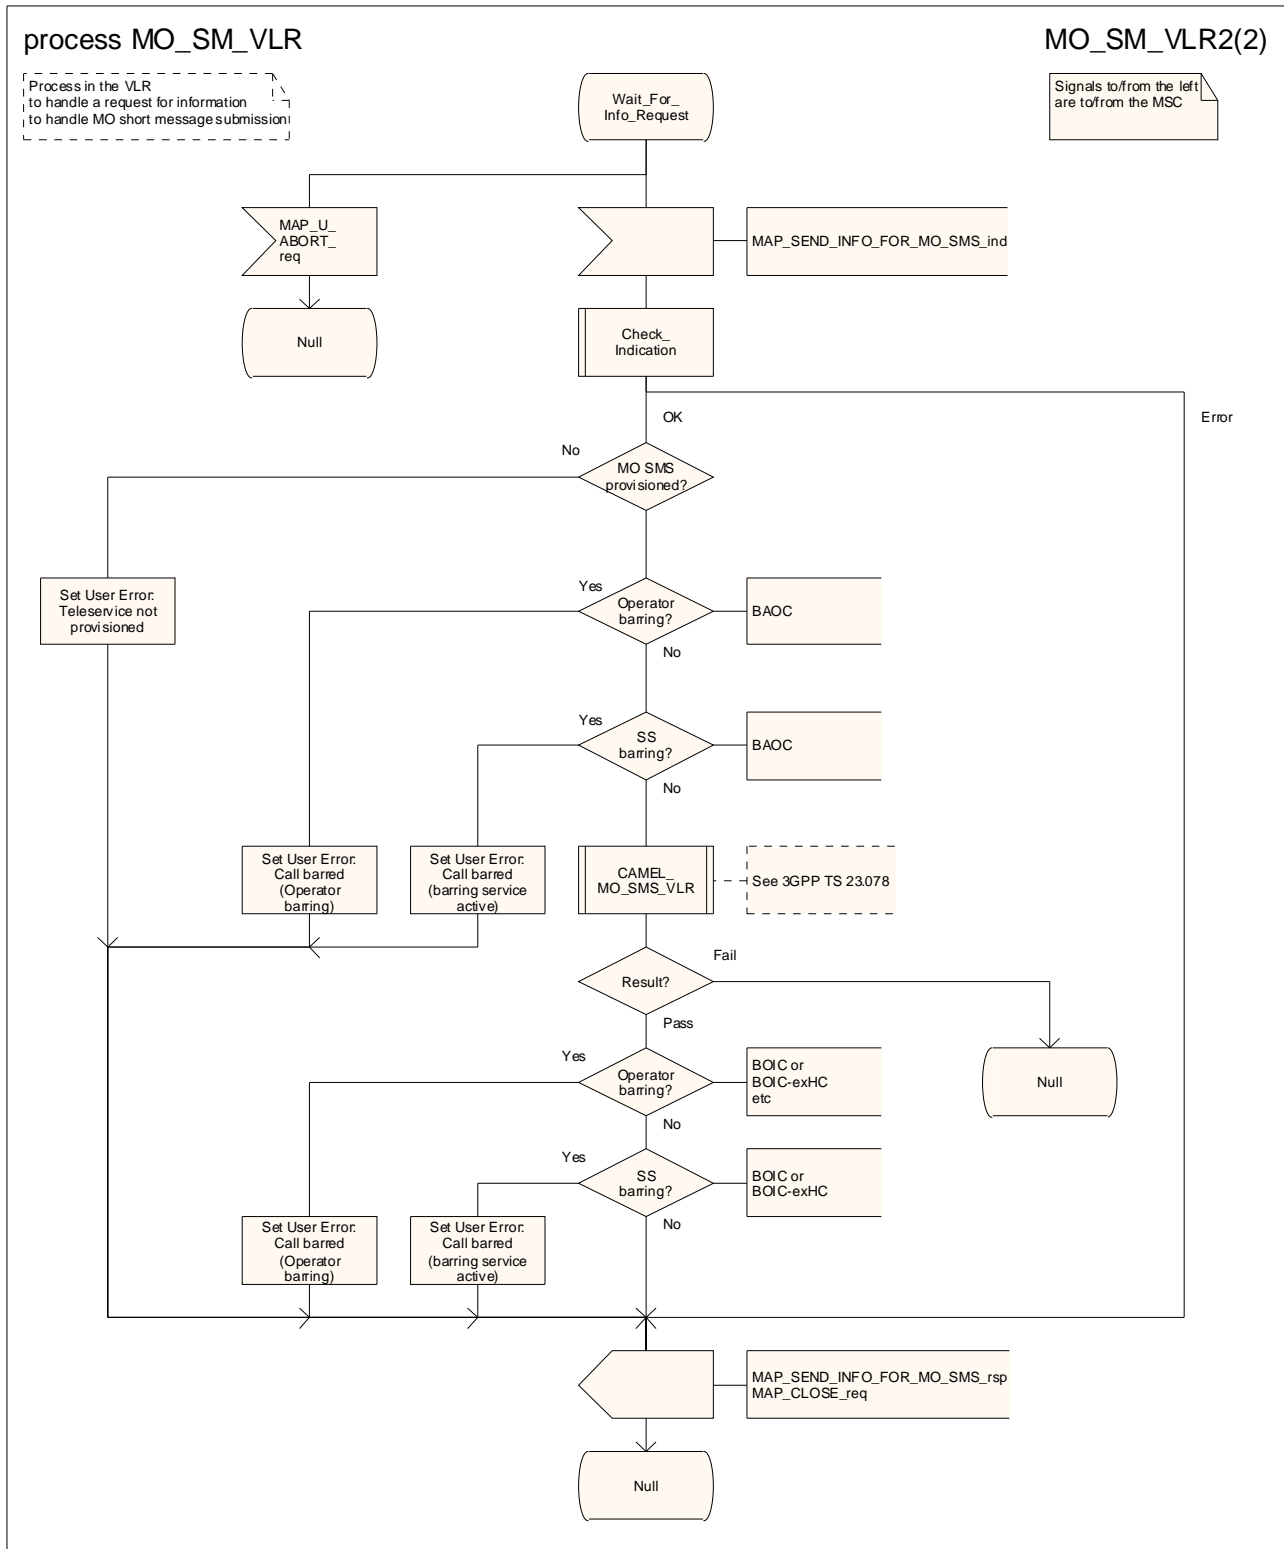 process MO_SM_VLR
MO_SM_VLR2(2)
Process in the VLR
to handle a request for information
to handle MO short message submission
Wait_For_
Info_Request
Signals to/from the left
are to/from the MSC
MAP_U_
ABORT_
req
MAP_SEND_INFO_FOR_MO_SMS_ind
Null
Check_
Indication
OK
Error
No
MO SMS
provisioned?
Set User Error:
Teleservice not
provisioned
Yes
Operator
barring?
BAOC
No
Yes
SS
barring?
BAOC
No
Set User Error:
Call barred
(Operator
barring)
Set User Error:
Call barred
(barring service
active)
CAMEL_
MO_SMS_VLR
See 3GPP TS 23.078
Result?
Fail
Pass
Yes
Operator
barring?
BOIC or
BOIC-exHC
etc
Null
No
Yes
SS
barring?
BOIC or
BOIC-exHC
No
Set User Error:
Call barred
(Operator
barring)
Set User Error:
Call barred
(barring service
active)
MAP_SEND_INFO_FOR_MO_SMS_rsp
MAP_CLOSE_req
Null